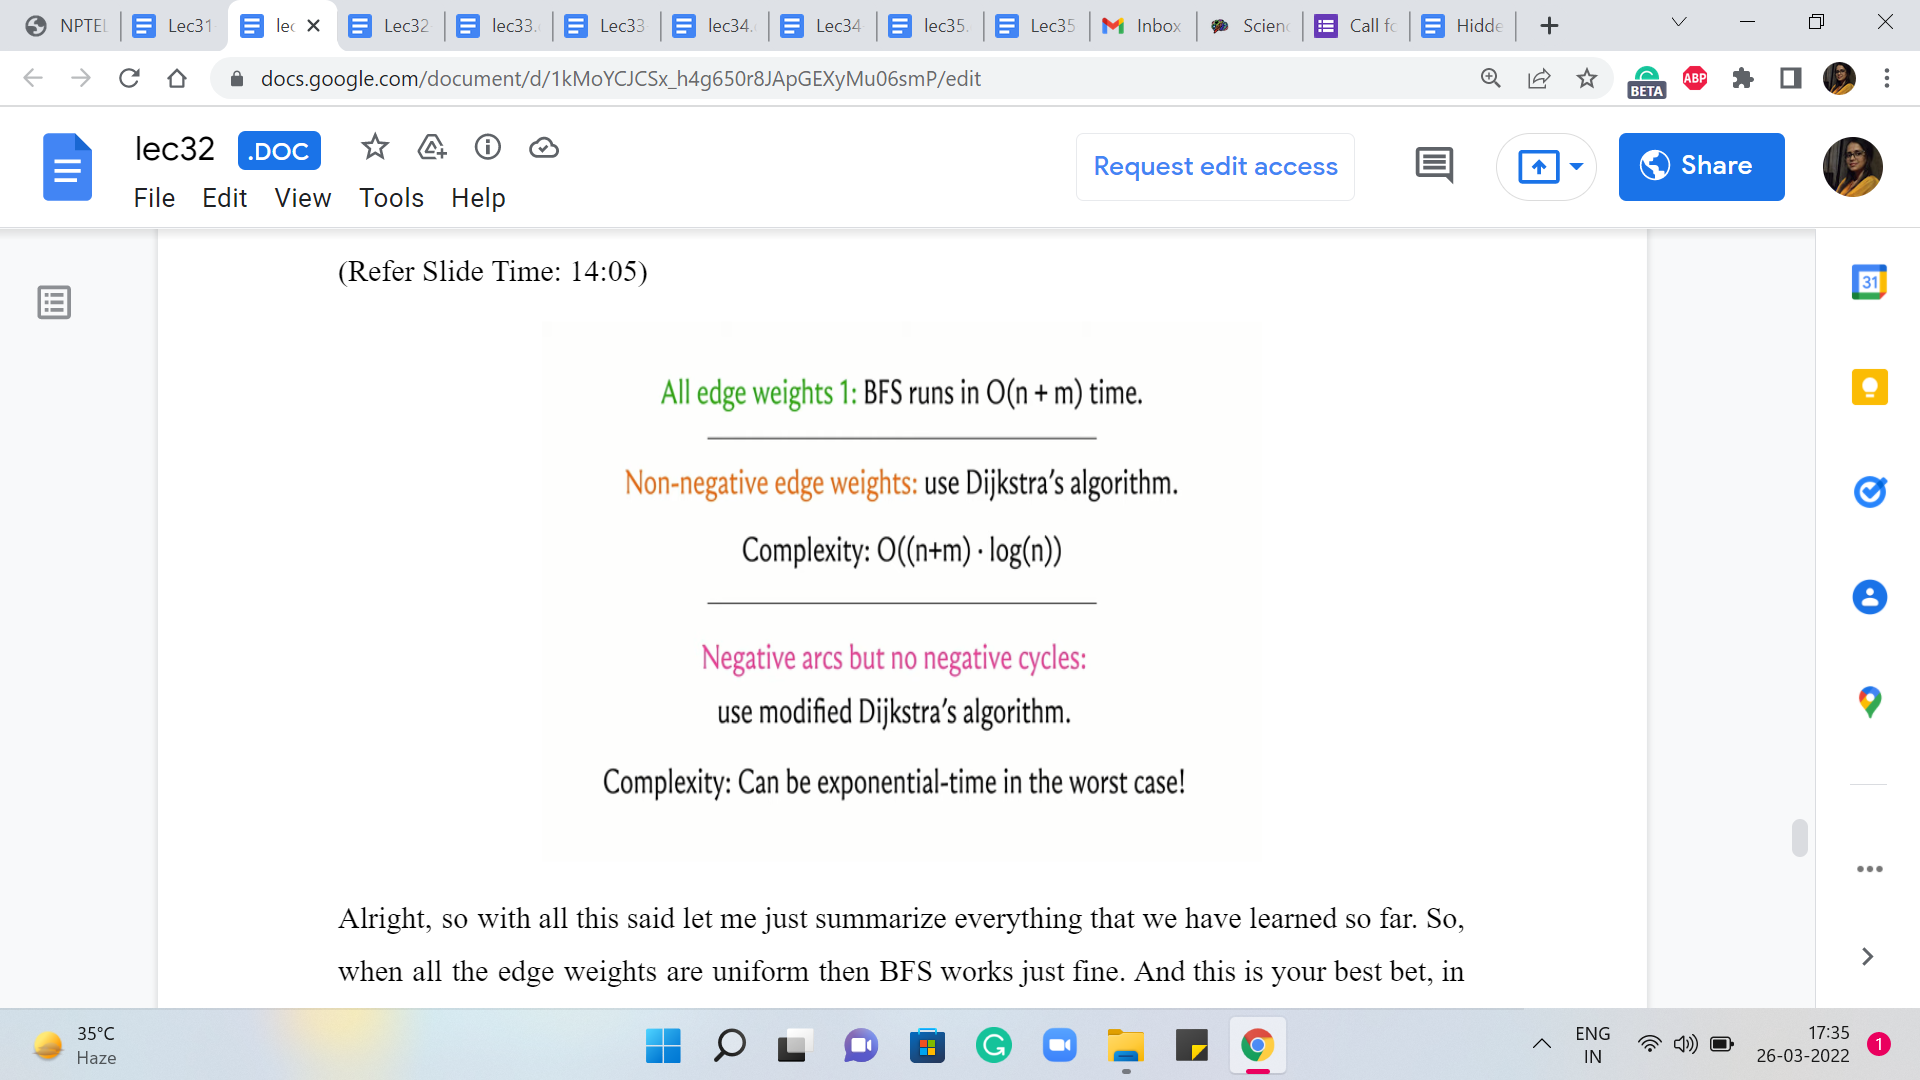 NPTEL
Lec31
lec
Lec32
lec33.
Lec33
lec34.
Lec34
lec35.
Lec35
Inbox
Scienc
Call fo
Hidde
docs.google.com/document/d/1kMoYCJCSx_h4g650r8JApGEXyMu06smP/edit
BETA
ABP
lec32
.DOC
Request edit access
Share
File Edit View Tools Help
31
(Refer Slide Time: 14:05)
All edge weights 1: BFS runs in O(n + m) time.
Non-negative edge weights: use Dijkstra's algorithm.
Complexity: O((n+m) · log(n))
Negative arcs but no negative cycles:
use modified Dijkstra's algorithm.
Complexity: Can be exponential-time in the worst case!
Alright, so with all this said let me just summarize everything that we have learned so far. So,
when all the edge weights are uniform then BFS works just fine. And this is your best bet, in
35°C
Haze
ENG
IN
17:35
26-03-2022
1